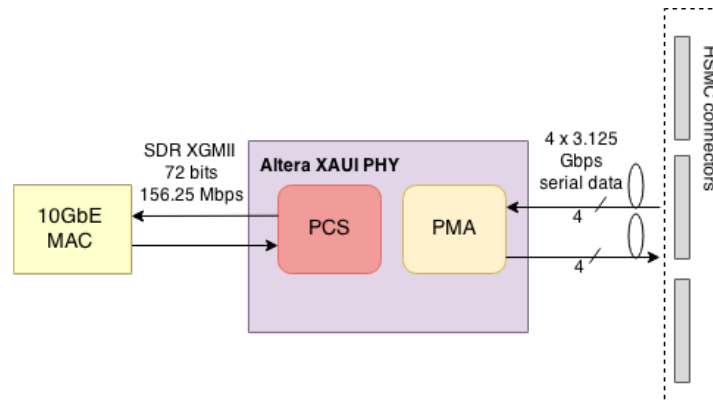 SDR XGMII
72 bits
156.25 Mbps
10GbE
MAC
Altera XAUI PHY
PCS
PMA
4 x 3.125
Gbps
serial data
4
4
HSMC connectors